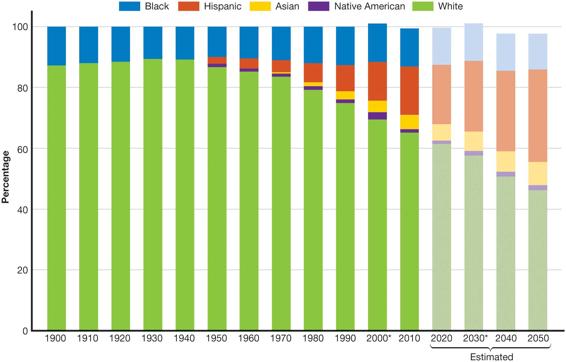 Black Hispanic Asian Native American White
Percentage
100
80
60
40
20
0
1900 1910 1920 1930 1940 1950 1960 1970 1980 1990 2000* 2010 2020 2030* 2040 2050
Estimated